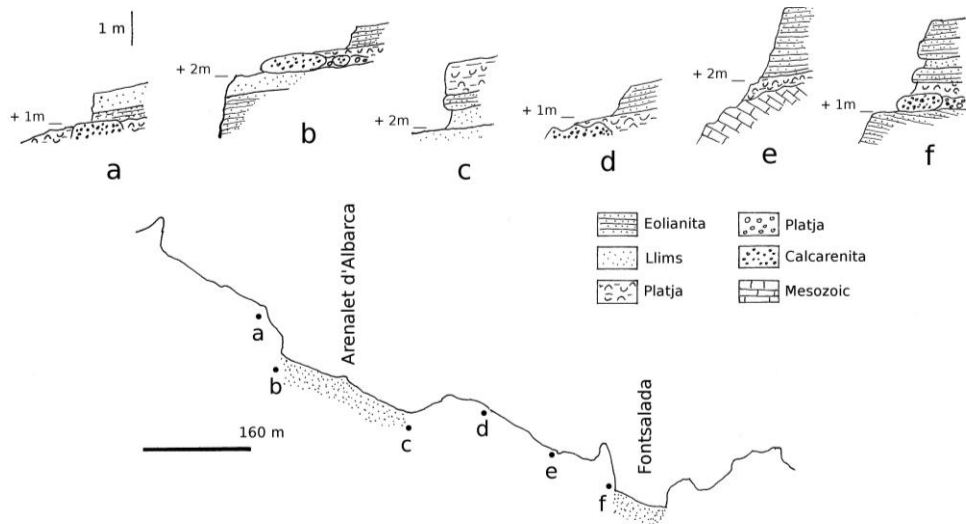 1 m
+ 1m
a
+ 2m
b
+ 2m
c
+ 1m
d
+ 2m
e
+ 1m
f
Eolianita
Llims
Platja
Platja
Calcarenita
Mesozoic
Arenalet d'Albarca
Fontsalada
a
b
c
d
e
f
160 m